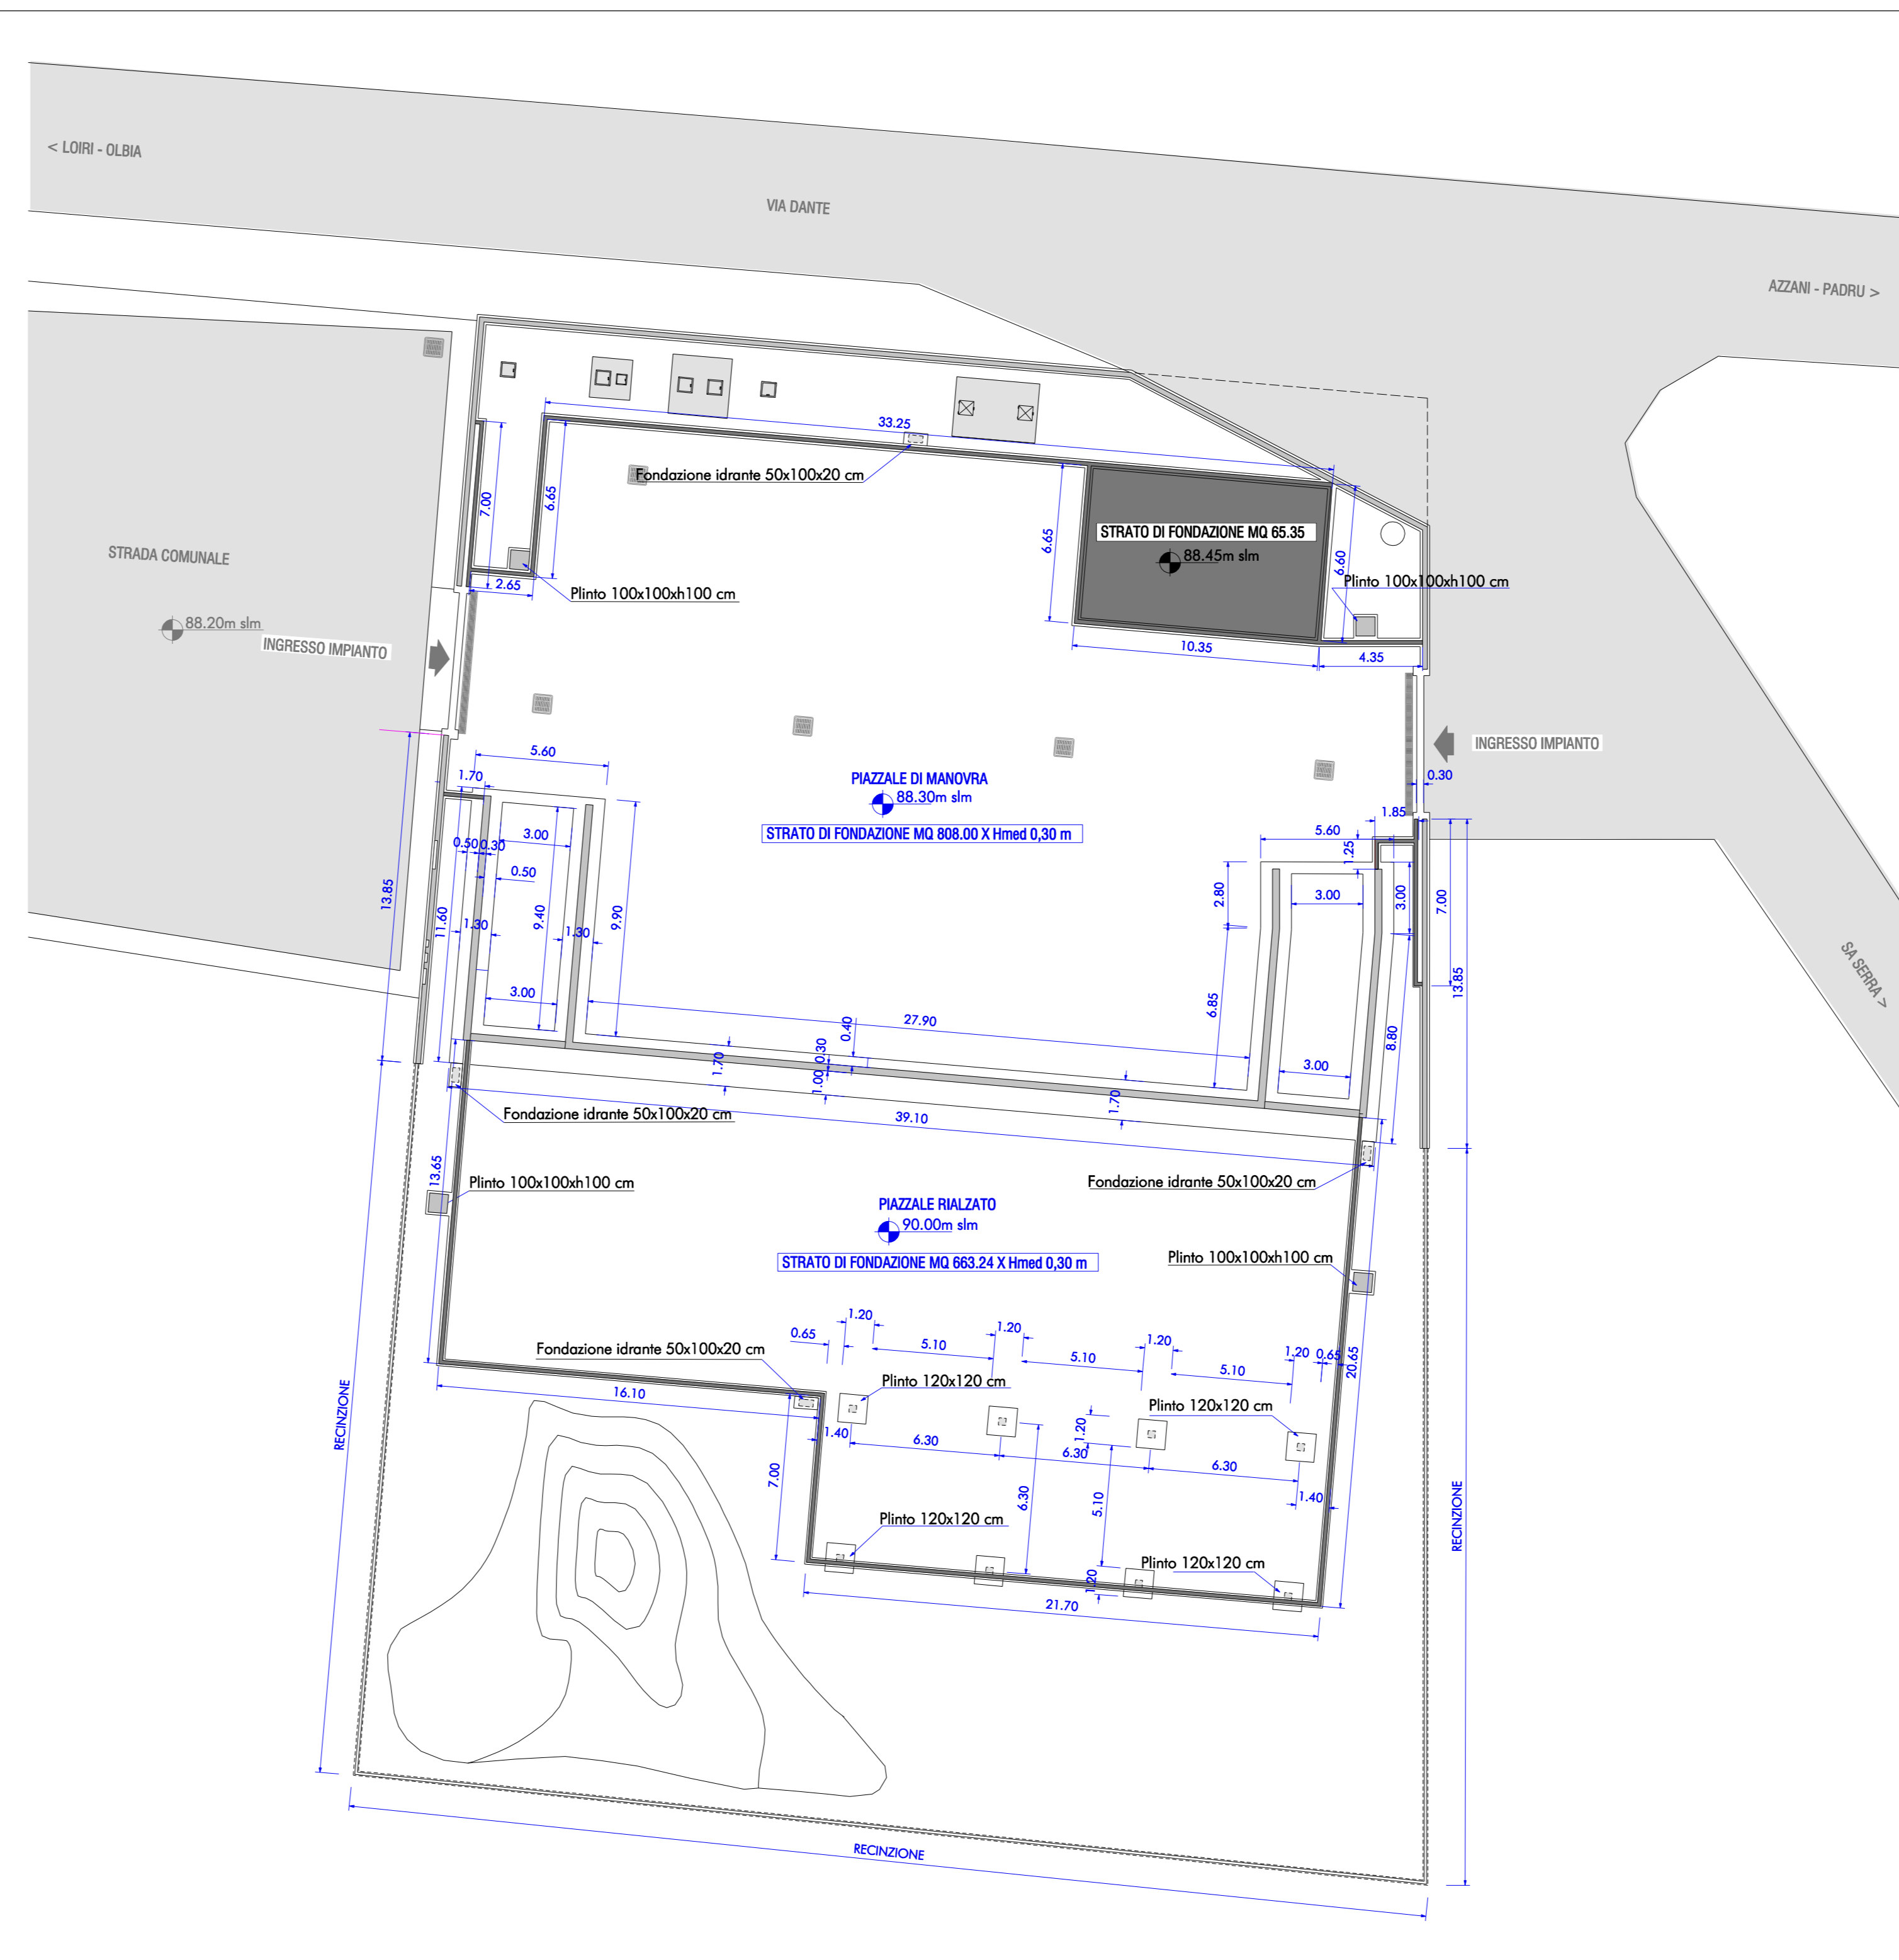 < LOIRI - OLBIA
VIA DANTE
AZZANI - PADRU >
33.25
Fondazione idrante 50x100x20 cm
7.00
6.65
6.65
STRATO DI FONDAZIONE MQ 65.35
88.45m slm
6.60
STRADA COMUNALE
2.65
Plinto 100x100xh100 cm
Plinto 100x100xh100 cm
88.20m slm
INGRESSO IMPIANTO
10.35
4.35
INGRESSO IMPIANTO
5.60
1.70
PIAZZALE DI MANOVRA
88.30m slm
0.30
STRATO DI FONDAZIONE MQ 808.00 X Hmed 0,30 m
1.85
5.60
1.25
3.00
0.50
0.30
0.50
13.85
11.60
1.30
9.40
1.30
9.90
2.80
3.00
3.00
7.00
SA SERRA >
3.00
27.90
0.40
0.30
1.70
1.00
6.85
8.80
13.85
3.00
1.70
39.10
Fondazione idrante 50x100x20 cm
13.65
Plinto 100x100xh100 cm
Fondazione idrante 50x100x20 cm
PIAZZALE RIALZATO
90.00m slm
STRATO DI FONDAZIONE MQ 663.24 X Hmed 0,30 m
Plinto 100x100xh100 cm
1.20
0.65
5.10
1.20
5.10
1.20
5.10
1.20
0.65
20.65
Fondazione idrante 50x100x20 cm
16.10
Plinto 120x120 cm
Plinto 120x120 cm
RECINZIONE
1.40
6.30
1.20
6.30
6.30
7.00
6.30
5.10
1.40
RECINZIONE
Plinto 120x120 cm
Plinto 120x120 cm
1.20
21.70
RECINZIONE